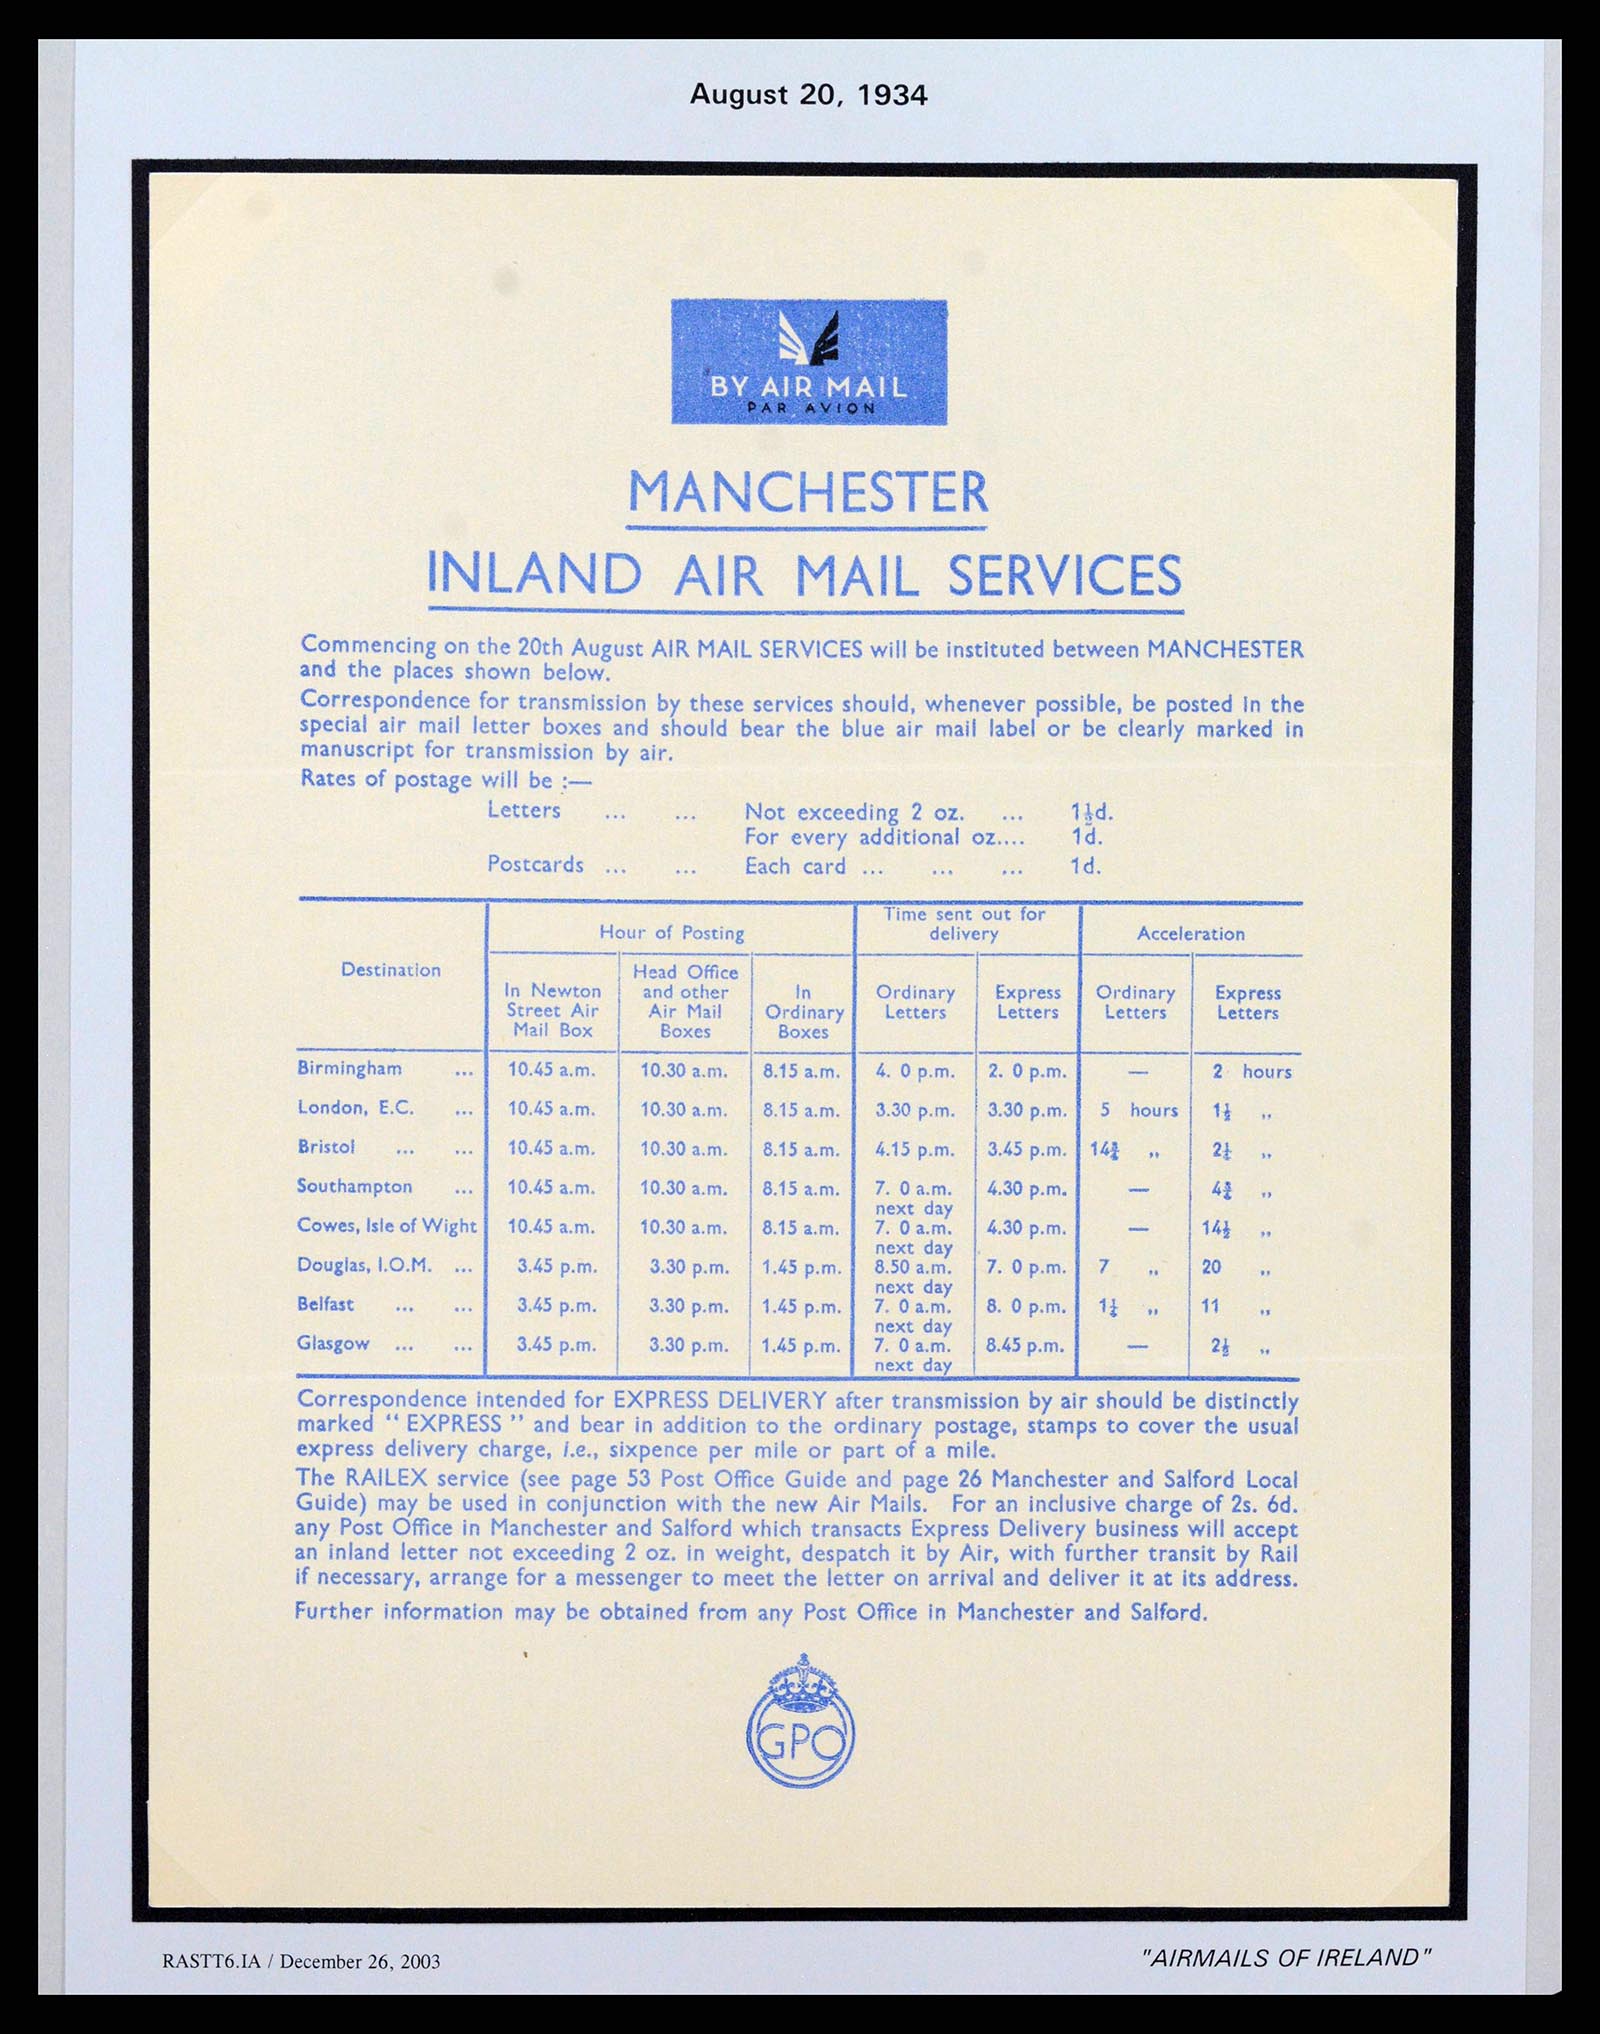 August 20, 1934
BY AIR MAIL
PAR AVION
MANCHESTER
INLAND AIR MAIL SERVICES
Commencing on the 20th August AIR MAIL SERVICES will be instituted between MANCHESTER
and the places shown below.
Correspondence for transmission by these services should, whenever possible, be posted in the
special air mail letter boxes and should bear the blue air mail label or be clearly marked in
manuscript for transmission by air.
Rates of postage will be :—
Letters ... ... Not exceeding 2 oz. ... 1½d.
For every additional oz.... 1d.
Postcards ... ... Each card ... ... ... 1d.
Destination Hour of Posting Time sent out for delivery Acceleration
In Newton Street Air Mail Box Head Office and other Air Mail Boxes In Ordinary Boxes Ordinary Letters Express Letters Ordinary Letters Express Letters
Birmingham ... 10.45 a.m. 10.30 a.m. 8.15 a.m. 4. 0 p.m. 2. 0 p.m. — 2 hours
London, E.C. ... 10.45 a.m. 10.30 a.m. 8.15 a.m. 3.30 p.m. 3.30 p.m. 5 hours 1½ ,,
Bristol ... ... 10.45 a.m. 10.30 a.m. 8.15 a.m. 4.15 p.m. 3.45 p.m. 14¾ ,, 2¼ ,,
Southampton ... 10.45 a.m. 10.30 a.m. 8.15 a.m. 7. 0 a.m. next day 4.30 p.m. — 4¾ ,,
Cowes, Isle of Wight 10.45 a.m. 10.30 a.m. 8.15 a.m. 7. 0 a.m. next day 4.30 p.m. — 14½ ,,
Douglas, I.O.M. ... 3.45 p.m. 3.30 p.m. 1.45 p.m. 8.50 a.m. next day 7. 0 p.m. 7 ,, 20 ,,
Belfast ... ... 3.45 p.m. 3.30 p.m. 1.45 p.m. 7. 0 a.m. next day 8. 0 p.m. 1¼ ,, 11 ,,
Glasgow ... ... 3.45 p.m. 3.30 p.m. 1.45 p.m. 7. 0 a.m. next day 8.45 p.m. — 2½ ,,
Correspondence intended for EXPRESS DELIVERY after transmission by air should be distinctly
marked “ EXPRESS ” and bear in addition to the ordinary postage, stamps to cover the usual
express delivery charge, i.e., sixpence per mile or part of a mile.
The RAILEX service (see page 53 Post Office Guide and page 26 Manchester and Salford Local
Guide) may be used in conjunction with the new Air Mails. For an inclusive charge of 2s. 6d.
any Post Office in Manchester and Salford which transacts Express Delivery business will accept
an inland letter not exceeding 2 oz. in weight, despatch it by Air, with further transit by Rail
if necessary, arrange for a messenger to meet the letter on arrival and deliver it at its address.
Further information may be obtained from any Post Office in Manchester and Salford.
GPO
RASTT6.IA / December 26, 2003
"AIRMAILS OF IRELAND"